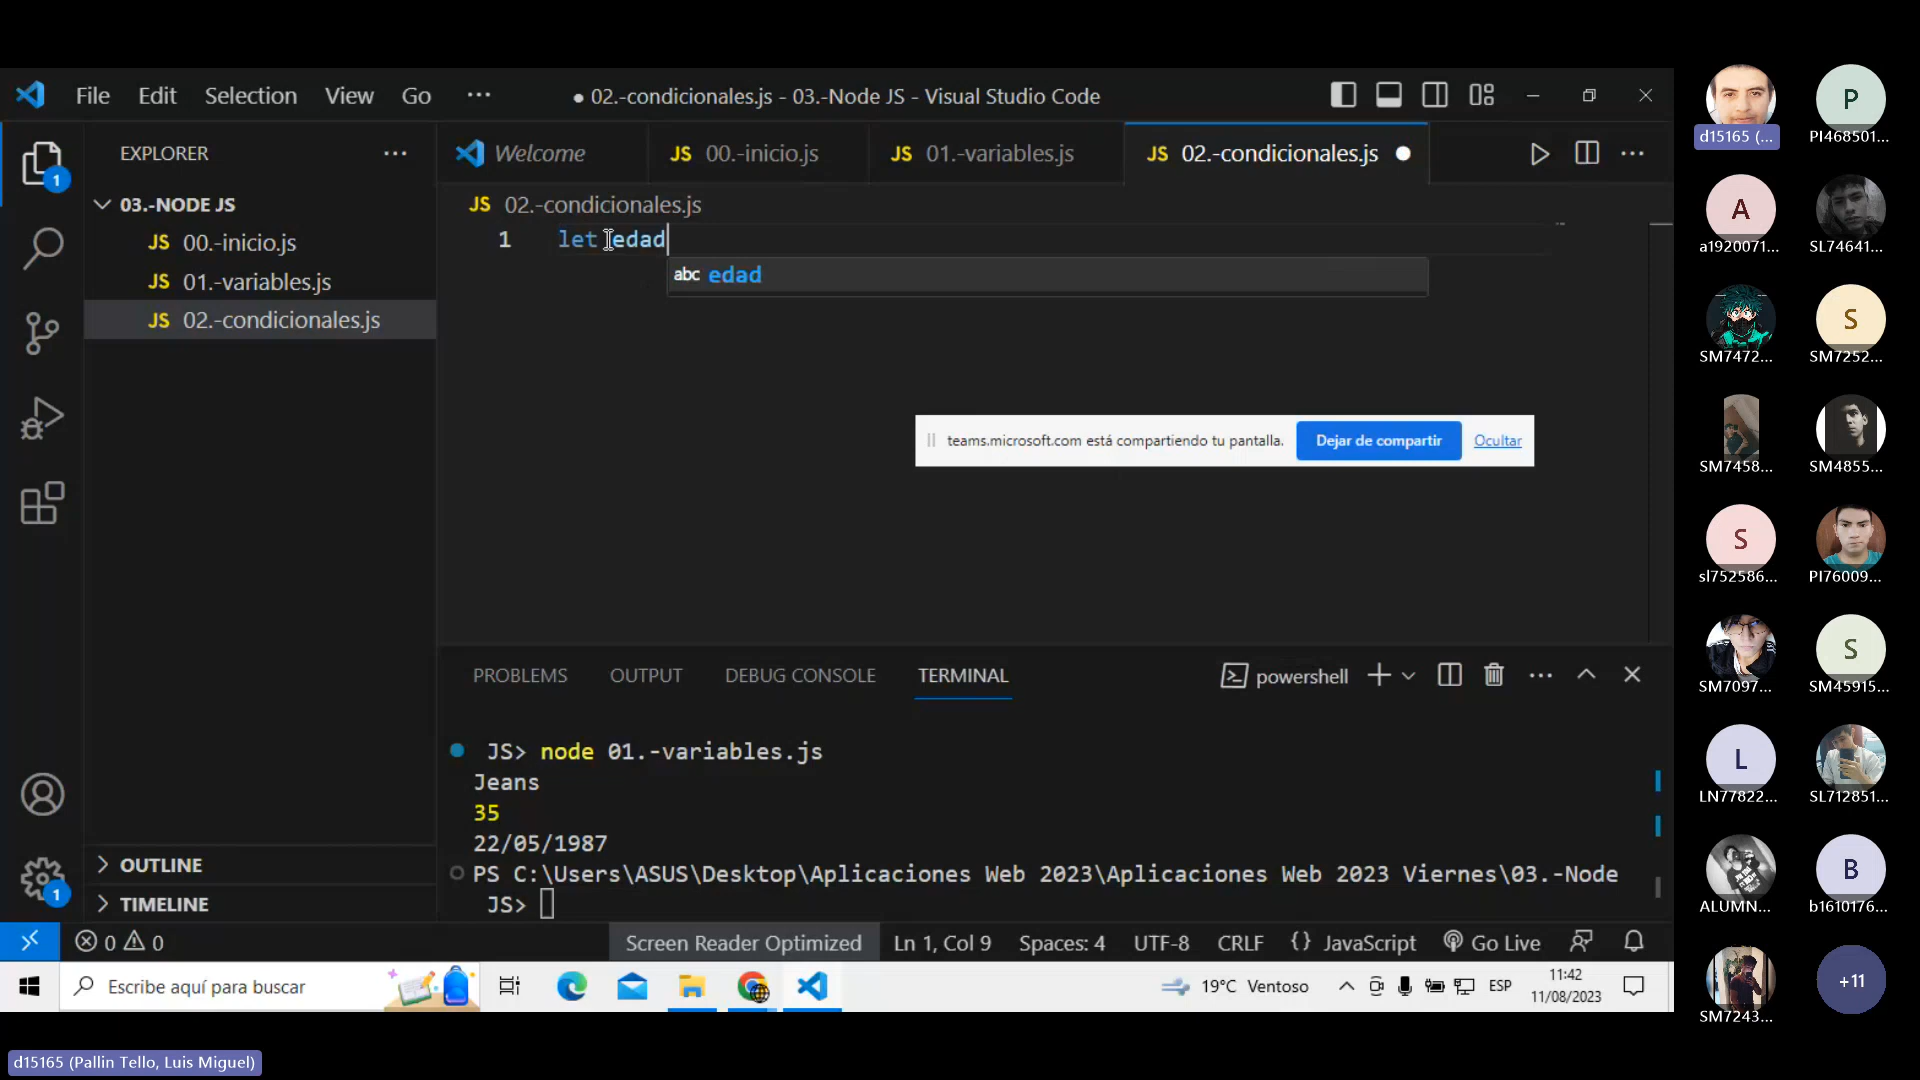 File Edit Selection View Go ··· ● 02.-condicionales.js - 03.-Node JS - Visual Studio Code
EXPLORER ···
03.-NODE JS
JS 00.-inicio.js
JS 01.-variables.js
JS 02.-condicionales.js
OUTLINE
TIMELINE
1
1
Welcome JS 00.-inicio.js JS 01.-variables.js JS 02.-condicionales.js ●
JS 02.-condicionales.js
1 let edad
abc edad
teams.microsoft.com está compartiendo tu pantalla. Dejar de compartir Ocultar
PROBLEMS OUTPUT DEBUG CONSOLE TERMINAL powershell
JS> node 01.-variables.js
Jeans
35
22/05/1987
PS C:\Users\ASUS\Desktop\Aplicaciones Web 2023\Aplicaciones Web 2023 Viernes\03.-Node
JS>
0 0 Screen Reader Optimized Ln 1, Col 9 Spaces: 4 UTF-8 CRLF {} JavaScript Go Live
Escribe aquí para buscar 19°C Ventoso ESP 11:42
11/08/2023
d15165 (... P
PI468501...
A
a1920071... SL74641...
S
SM7472... SM7252...
SM7458... SM4855...
S
sl752586... PI76009...
S
SM7097... SM45915...
L
LN77822... SL712851...
B
ALUMN... b1610176...
+11
SM7243...
d15165 (Pallin Tello, Luis Miguel)